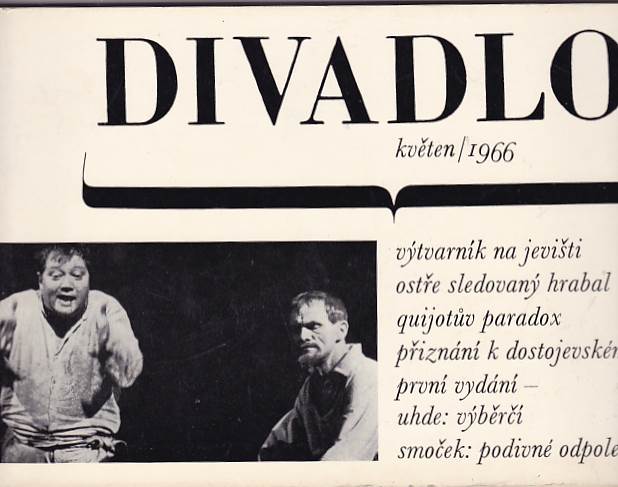 DIVADLO
květen/1966
výtvarník na jevišti
ostře sledovaný hrabal
quijotův paradox
přiznání k dostojevském
první vydání —
uhde: výběrčí
smoček: podivné odpole